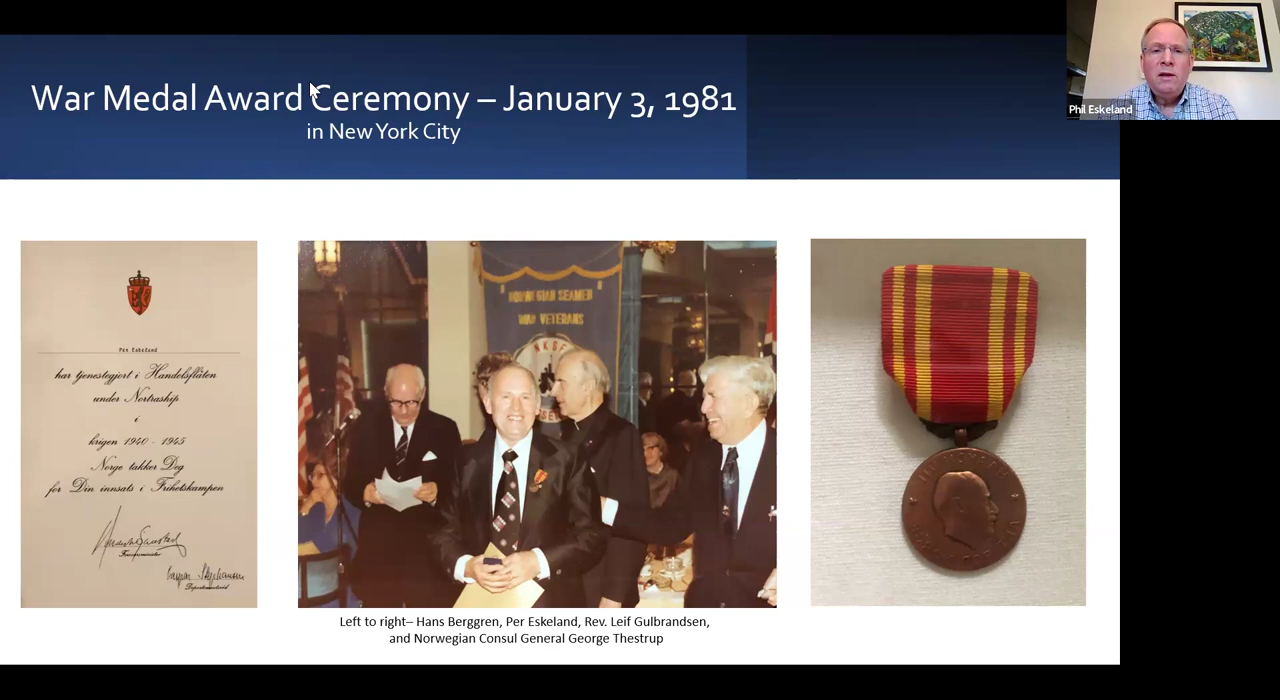 War Medal Award Ceremony – January 3, 1981
in New York City
Phil Eskeland
Per Eskeland
har tjenestegjort i Handelsflåten
under Nortraship
i
krigen 1940 - 1945
Norge takker Deg
for Din innsats i Frihetskampen
NORWEGIAN SEAMEN
WAR VETERANS
Left to right– Hans Berggren, Per Eskeland, Rev. Leif Gulbrandsen,
and Norwegian Consul General George Thestrup